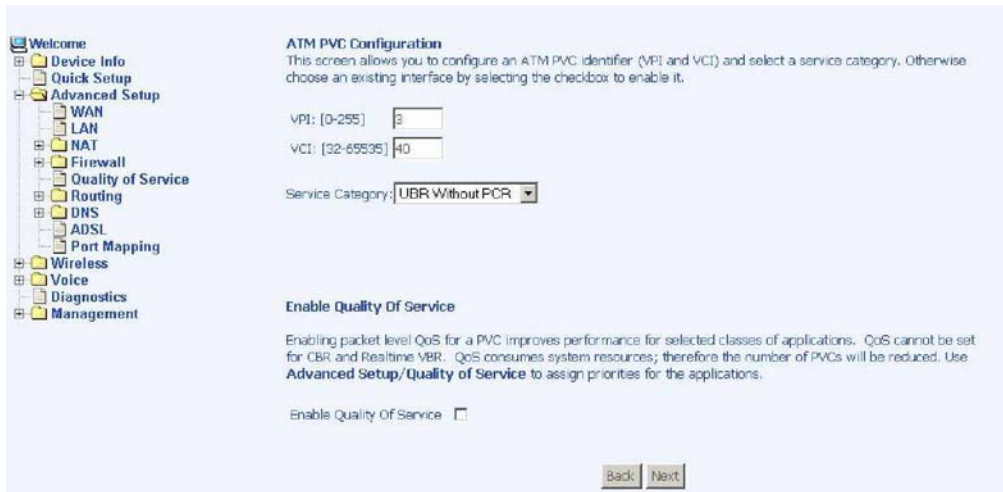 Welcome
Device Info
Quick Setup
Advanced Setup
WAN
LAN
NAT
Firewall
Quality of Service
Routing
DNS
ADSL
Port Mapping
Wireless
Voice
Diagnostics
Management
ATM PVC Configuration
This screen allows you to configure an ATM PVC identifier (VPI and VCI) and select a service category. Otherwise
choose an existing interface by selecting the checkbox to enable it.
VPI: [0-255] 3
VCI: [32-65535] 40
Service Category: UBR Without PCR
Enable Quality Of Service
Enabling packet level QoS for a PVC improves performance for selected classes of applications. QoS cannot be set
for CBR and Realtime VBR. QoS consumes system resources; therefore the number of PVCs will be reduced. Use
Advanced Setup/Quality of Service to assign priorities for the applications.
Enable Quality Of Service
Back Next